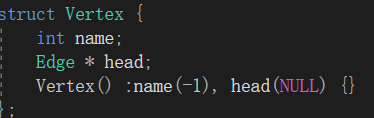 struct Vertex {
int name;
Edge * head;
Vertex() :name(-1), head(NULL) {}
};